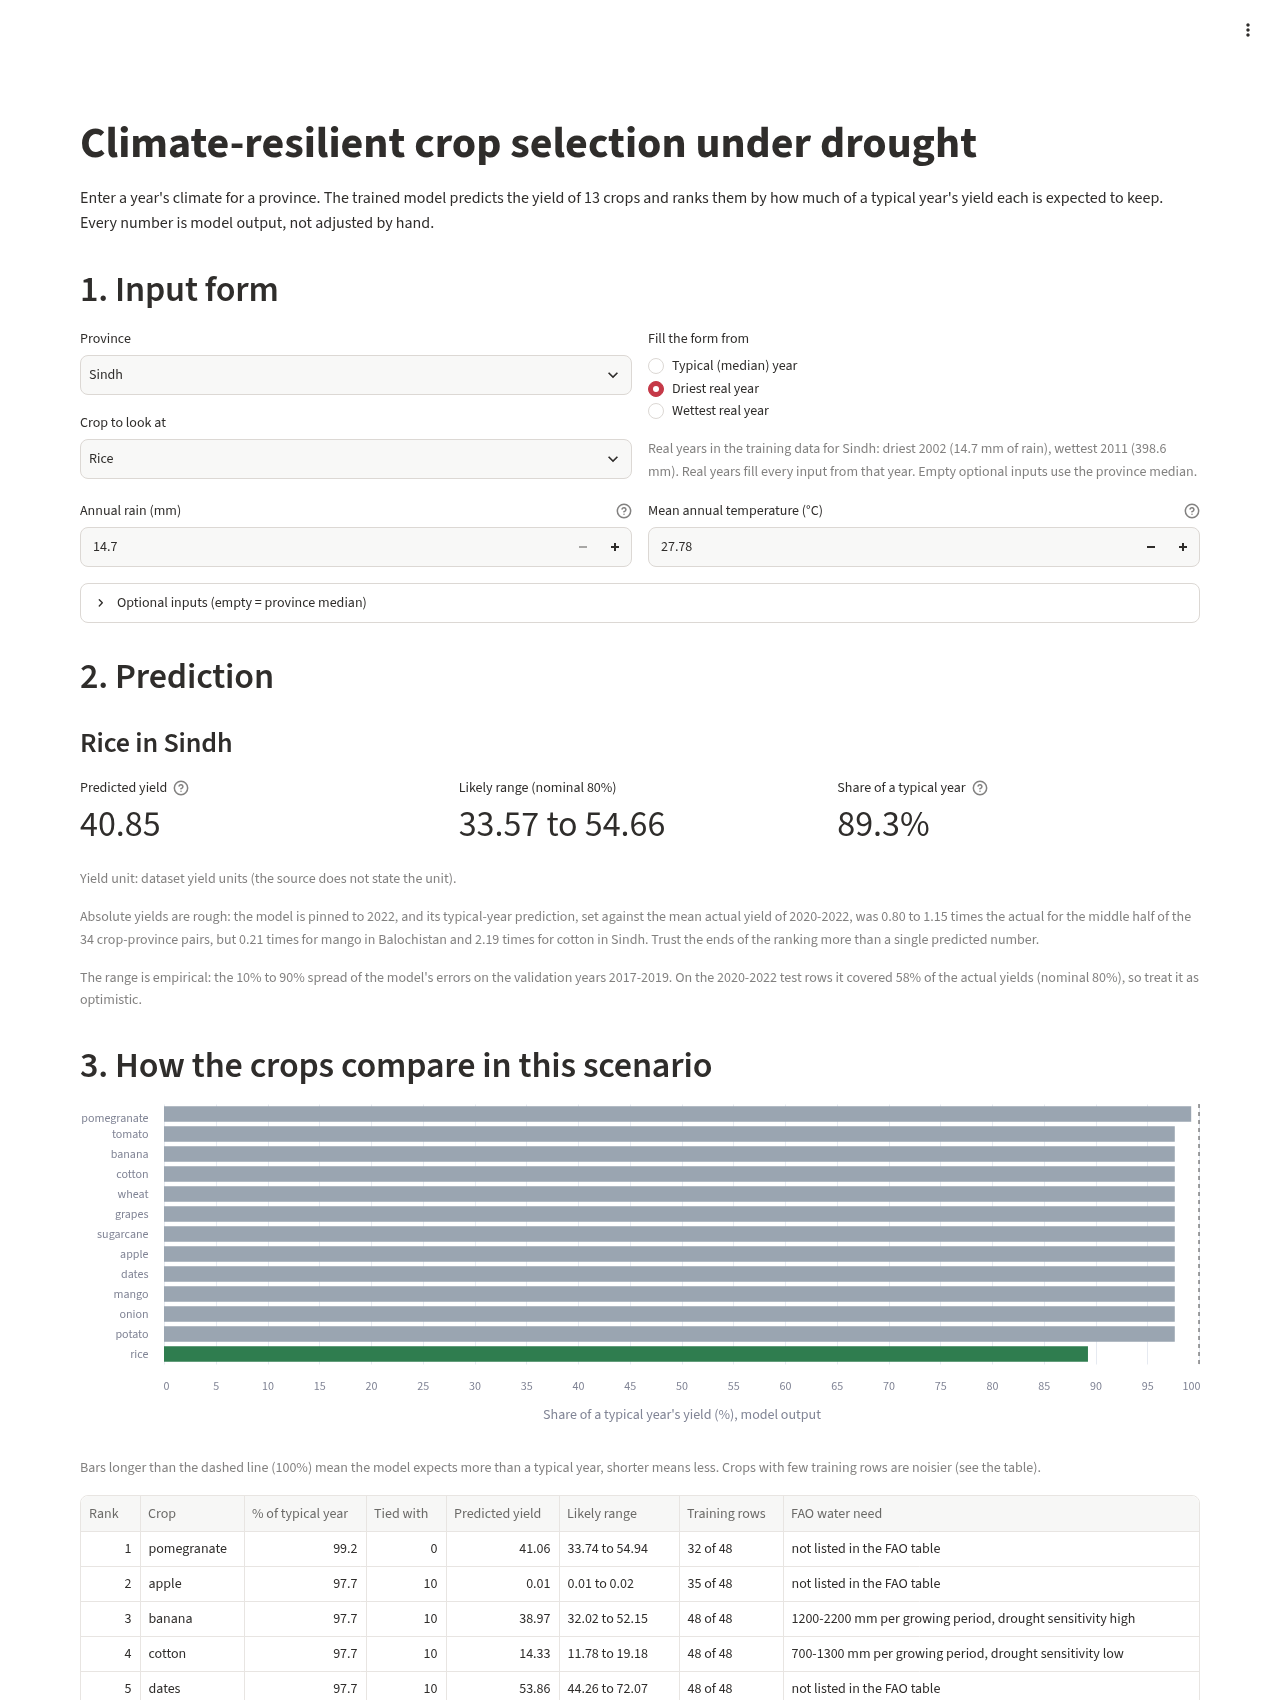 Climate-resilient crop selection under drought
Enter a year's climate for a province. The trained model predicts the yield of 13 crops and ranks them by how much of a typical year's yield each is expected to keep.
Every number is model output, not adjusted by hand.
1. Input form
Province
Sindh
Crop to look at
Rice
Fill the form from
Typical (median) year
Driest real year
Wettest real year
Real years in the training data for Sindh: driest 2002 (14.7 mm of rain), wettest 2011 (398.6
mm). Real years fill every input from that year. Empty optional inputs use the province median.
Annual rain (mm)
14.7
Mean annual temperature (°C)
27.78
Optional inputs (empty = province median)
2. Prediction
Rice in Sindh
Predicted yield
40.85
Likely range (nominal 80%)
33.57 to 54.66
Share of a typical year
89.3%
Yield unit: dataset yield units (the source does not state the unit).
Absolute yields are rough: the model is pinned to 2022, and its typical-year prediction, set against the mean actual yield of 2020-2022, was 0.80 to 1.15 times the actual for the middle half of the
34 crop-province pairs, but 0.21 times for mango in Balochistan and 2.19 times for cotton in Sindh. Trust the ends of the ranking more than a single predicted number.
The range is empirical: the 10% to 90% spread of the model's errors on the validation years 2017-2019. On the 2020-2022 test rows it covered 58% of the actual yields (nominal 80%), so treat it as
optimistic.
3. How the crops compare in this scenario
pomegranate
tomato
banana
cotton
wheat
grapes
sugarcane
apple
dates
mango
onion
potato
rice
0 5 10 15 20 25 30 35 40 45 50 55 60 65 70 75 80 85 90 95 100
Share of a typical year's yield (%), model output
Bars longer than the dashed line (100%) mean the model expects more than a typical year, shorter means less. Crops with few training rows are noisier (see the table).
Rank Crop % of typical year Tied with Predicted yield Likely range Training rows FAO water need
1 pomegranate 99.2 0 41.06 33.74 to 54.94 32 of 48 not listed in the FAO table
2 apple 97.7 10 0.01 0.01 to 0.02 35 of 48 not listed in the FAO table
3 banana 97.7 10 38.97 32.02 to 52.15 48 of 48 1200-2200 mm per growing period, drought sensitivity high
4 cotton 97.7 10 14.33 11.78 to 19.18 48 of 48 700-1300 mm per growing period, drought sensitivity low
5 dates 97.7 10 53.86 44.26 to 72.07 48 of 48 not listed in the FAO table